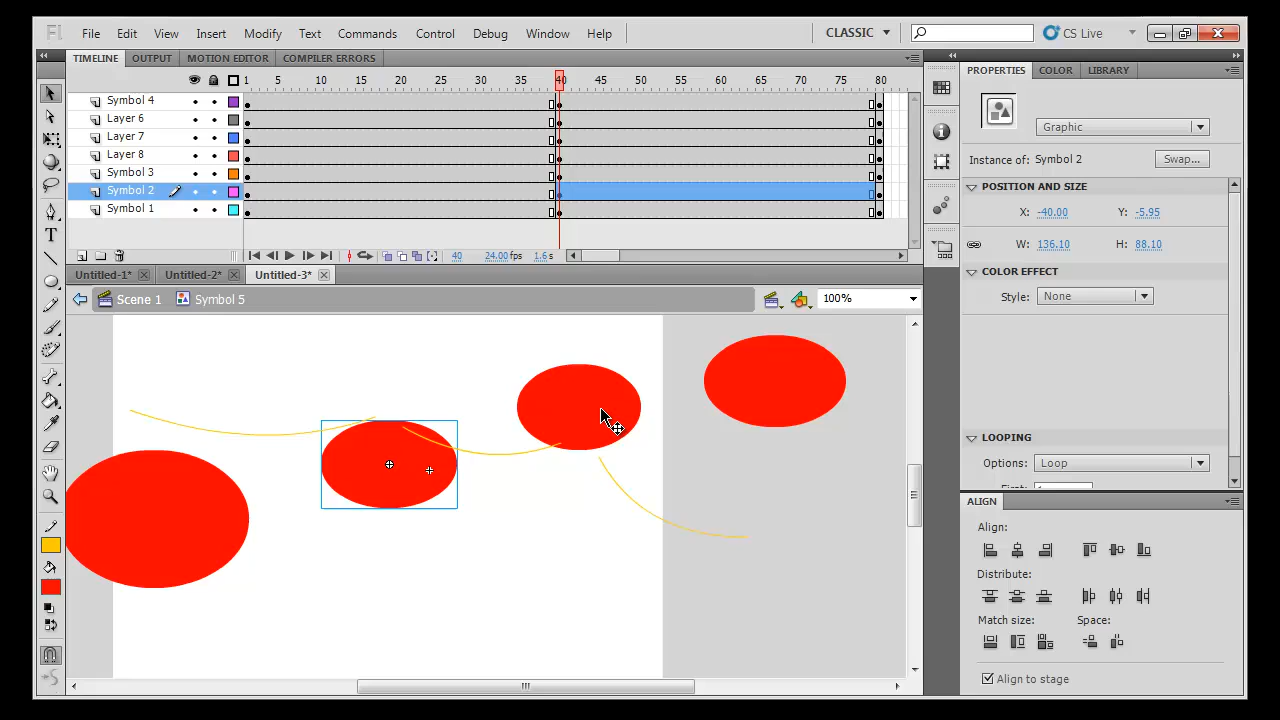 Fl File Edit View Insert Modify Text Commands Control Debug Window Help CLASSIC CS Live
TIMELINE OUTPUT MOTION EDITOR COMPILER ERRORS
1 5 10 15 20 25 30 35 40 45 50 55 60 65 70 75 80
Symbol 4
Layer 6
Layer 7
Layer 8
Symbol 3
Symbol 2
Symbol 1
40 24.00 fps 1.6 s
Untitled-1* Untitled-2* Untitled-3*
Scene 1 Symbol 5 100%
PROPERTIES COLOR LIBRARY
Graphic
Instance of: Symbol 2 Swap...
POSITION AND SIZE
X: -40.00 Y: -5.95
W: 136.10 H: 88.10
COLOR EFFECT
Style: None
LOOPING
Options: Loop
ALIGN
Align:
Distribute:
Match size: Space:
Align to stage